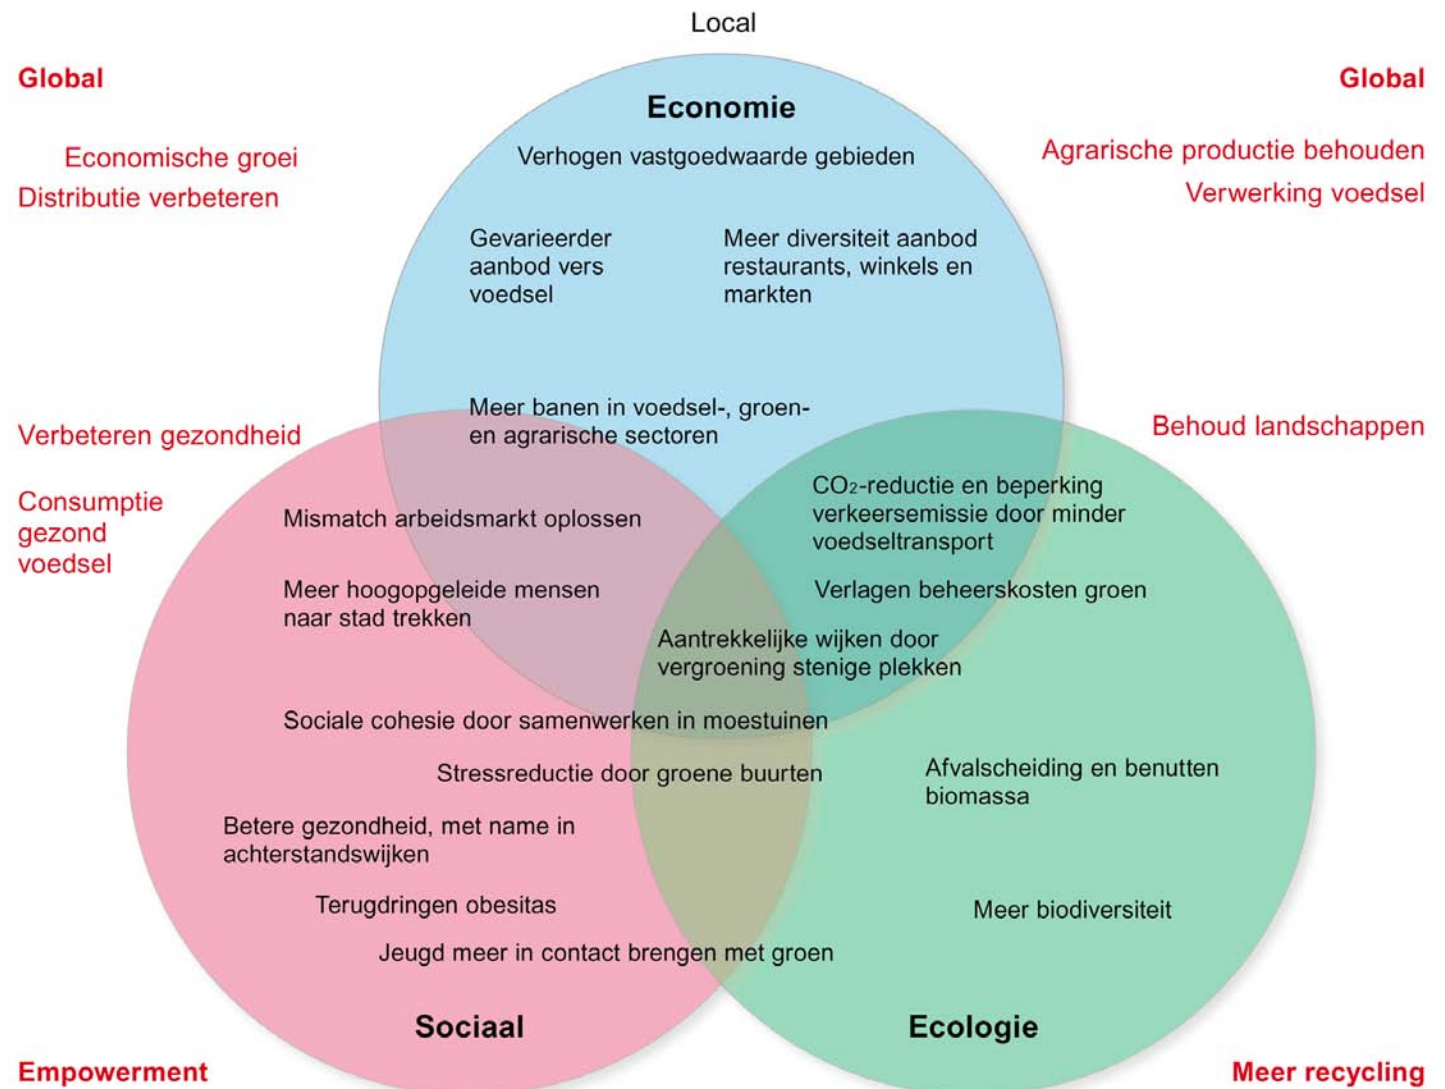 Local
Global
Global
Economie
Verhogen vastgoedwaarde gebieden
Economische groei
Distributie verbeteren
Agrarische productie behouden
Verwerking voedsel
Gevarieerder
aanbod vers
voedsel
Meer diversiteit aanbod
restaurants, winkels en
markten
Meer banen in voedsel-, groen-
en agrarische sectoren
Verbeteren gezondheid
Behoud landschappen
Consumptie
gezond
voedsel
Mismatch arbeidsmarkt oplossen
CO₂-reductie en beperking
verkeersemissie door minder
voedseltransport
Meer hoogopgeleide mensen
naar stad trekken
Verlagen beheerskosten groen
Aantrekkelijke wijken door
vergroening stenige plekken
Sociale cohesie door samenwerken in moestuinen
Stressreductie door groene buurten
Afvalscheiding en benutten
biomassa
Betere gezondheid, met name in
achterstandswijken
Terugdringen obesitas
Meer biodiversiteit
Jeugd meer in contact brengen met groen
Sociaal
Ecologie
Empowerment
Meer recycling